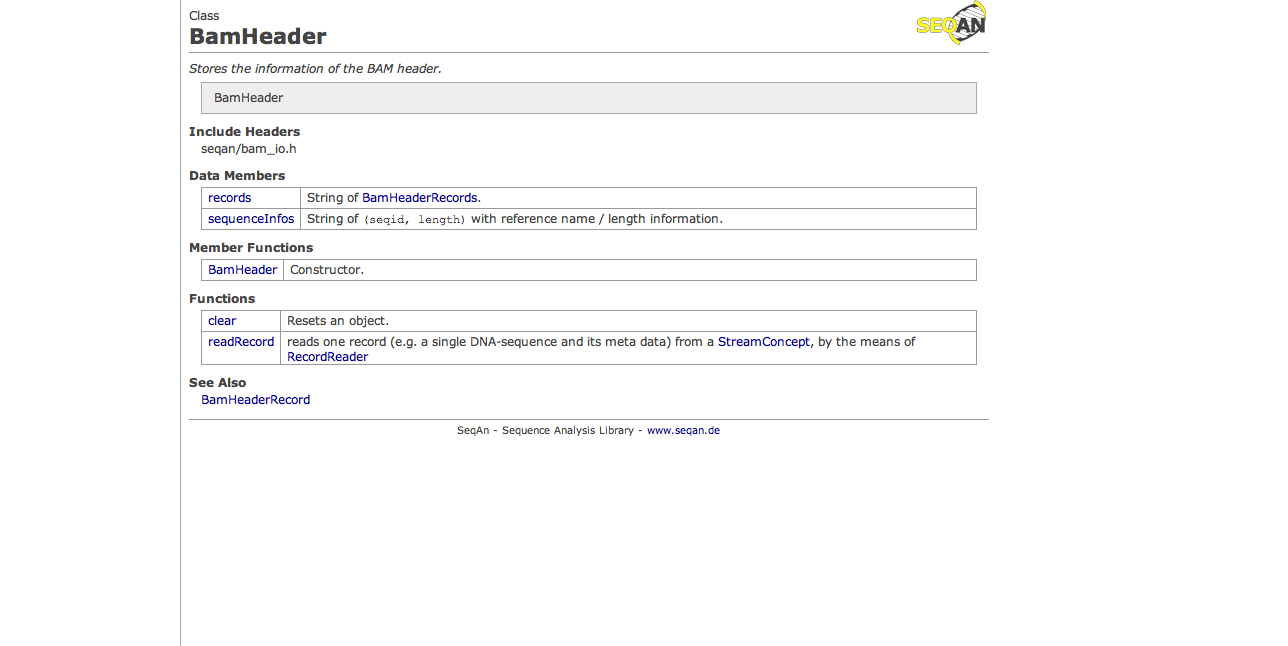 Class
BamHeader
SEQAN
Stores the information of the BAM header.
BamHeader
Include Headers
seqan/bam_io.h
Data Members
records String of BamHeaderRecords.
sequenceInfos String of (seqid, length) with reference name / length information.
Member Functions
BamHeader Constructor.
Functions
clear Resets an object.
readRecord reads one record (e.g. a single DNA-sequence and its meta data) from a StreamConcept, by the means of
RecordReader
See Also
BamHeaderRecord
SeqAn - Sequence Analysis Library - www.seqan.de